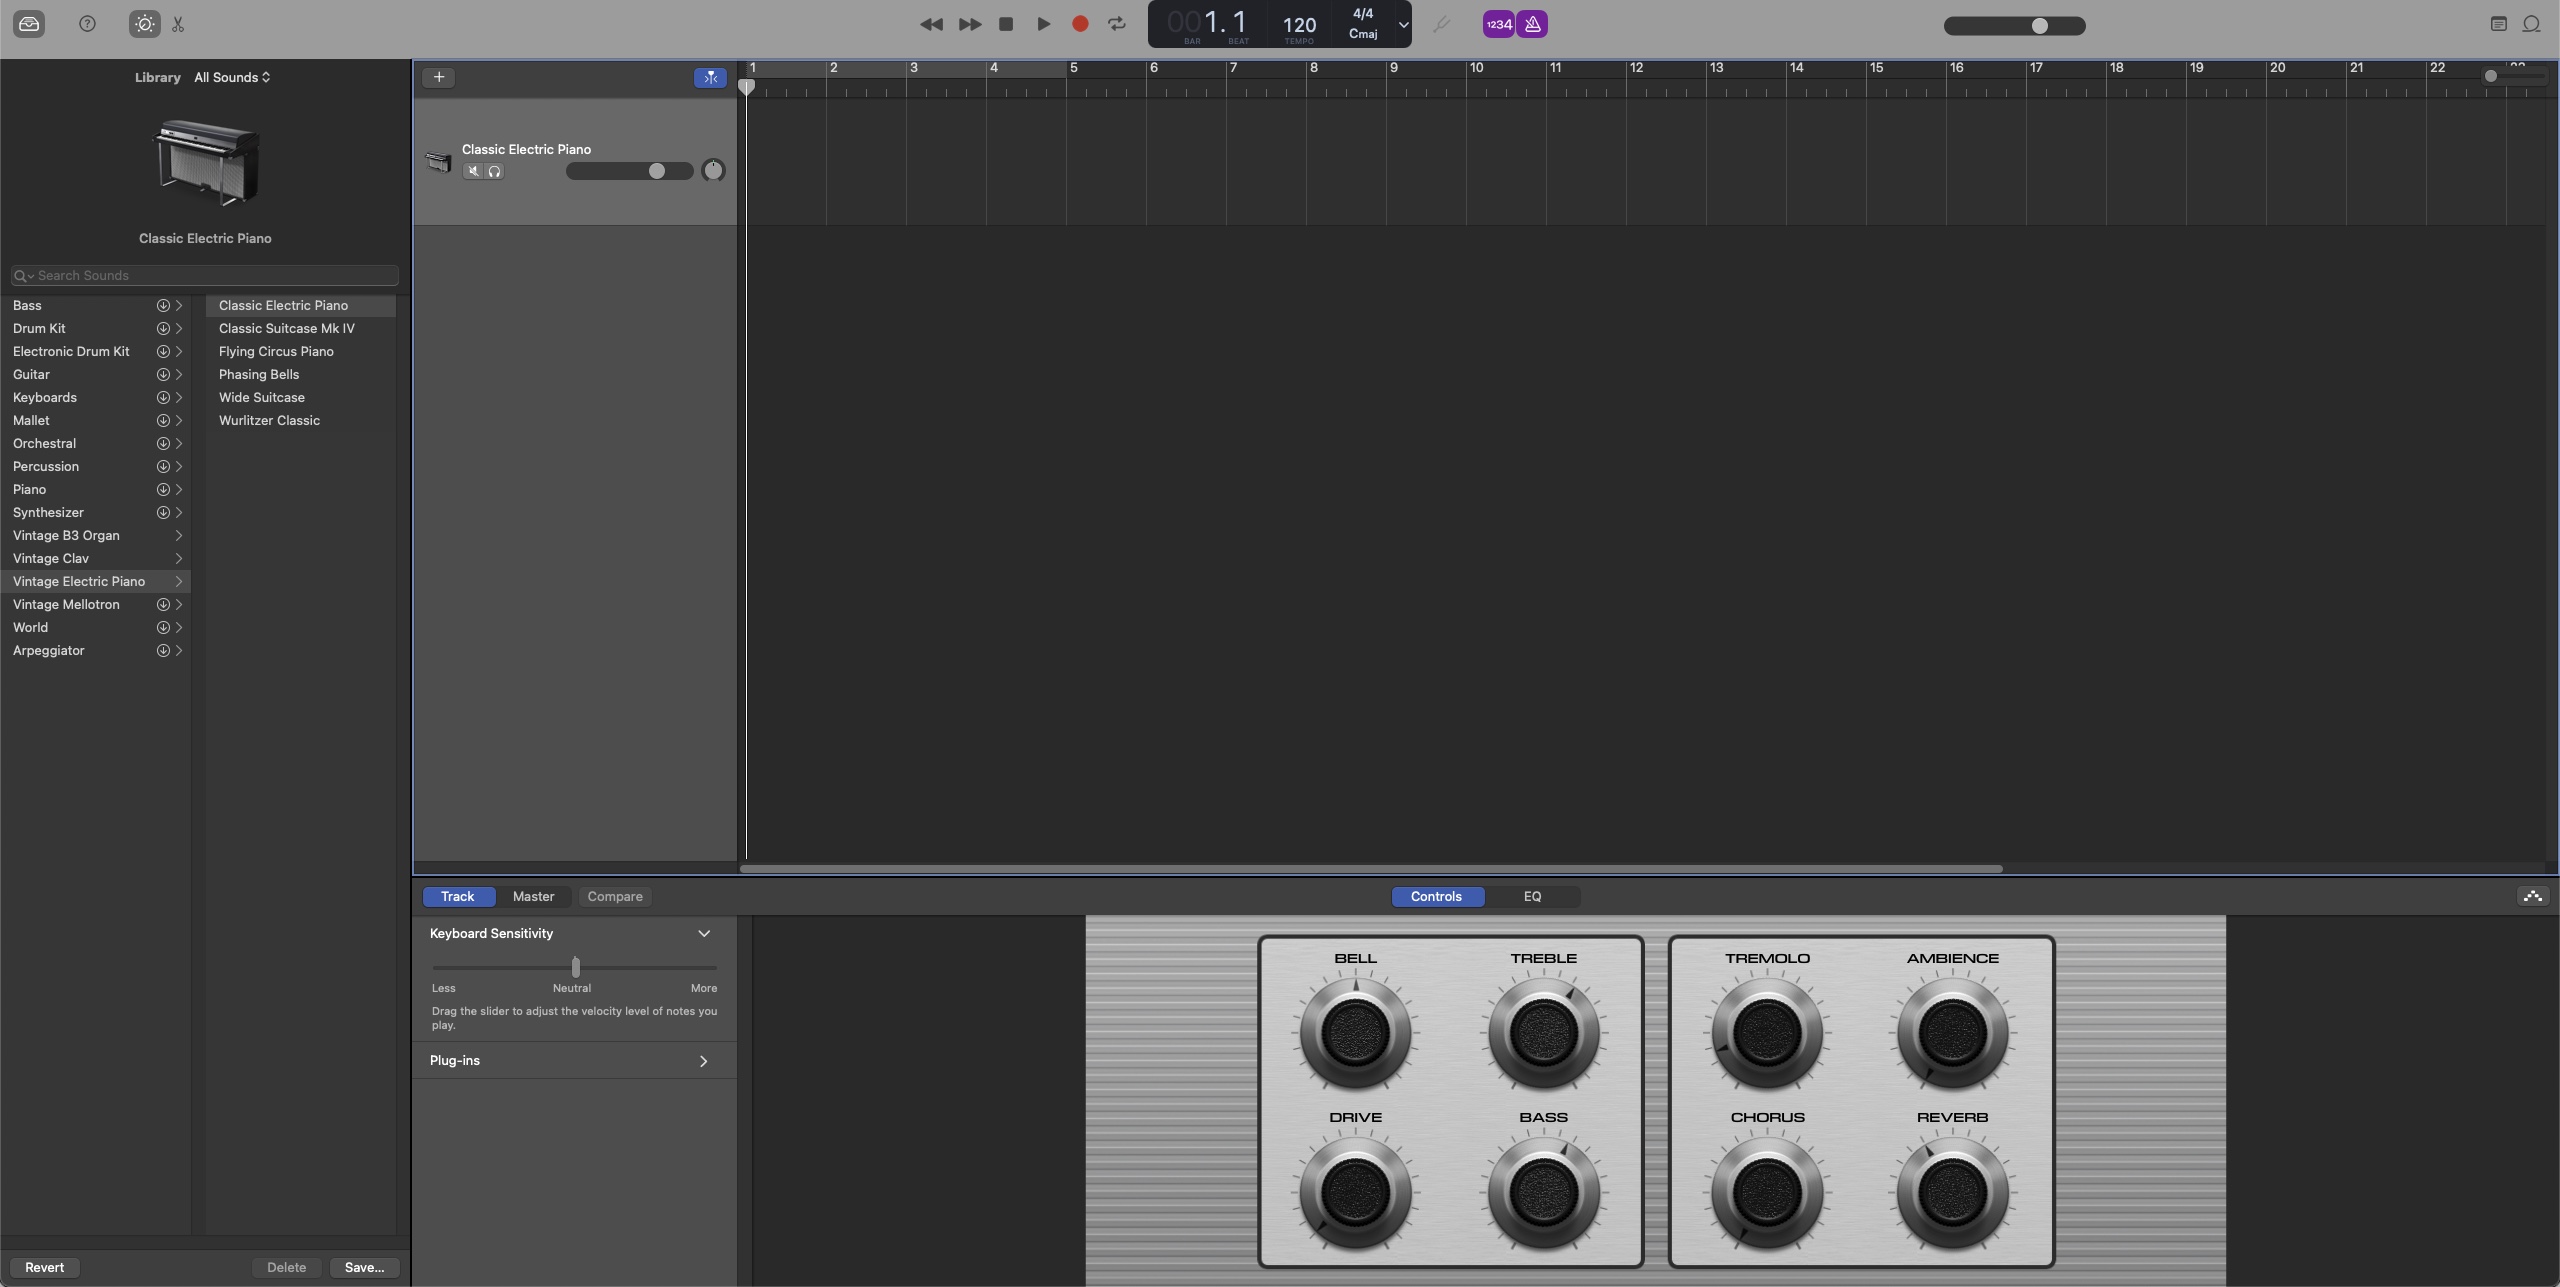 001. 1
BAR
BEAT
120
TEMPO
4/4
Cmaj
1234
Library
All Sounds
Classic Electric Piano
Search Sounds
Bass
Drum Kit
Electronic Drum Kit
Guitar
Keyboards
Mallet
Orchestral
Percussion
Piano
Synthesizer
Vintage B3 Organ
Vintage Clav
Vintage Electric Piano
Vintage Mellotron
World
Arpeggiator
Classic Electric Piano
Classic Suitcase Mk IV
Flying Circus Piano
Phasing Bells
Wide Suitcase
Wurlitzer Classic
Revert
Delete
Save...
1 2 3 4 5 6 7 8 9 10 11 12 13 14 15 16 17 18 19 20 21 22
Classic Electric Piano
Track
Master
Compare
Controls
EQ
Keyboard Sensitivity
Less
Neutral
More
Drag the slider to adjust the velocity level of notes you
play.
Plug-ins
BELL
TREBLE
TREMOLO
AMBIENCE
DRIVE
BASS
CHORUS
REVERB